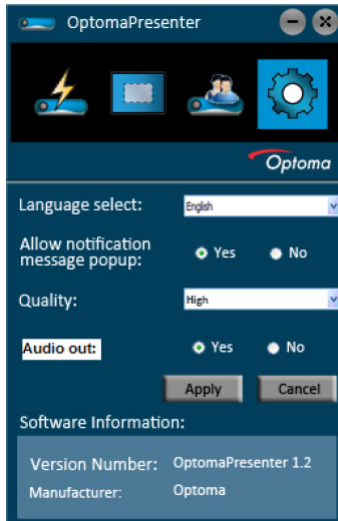 OptomaPresenter
Optoma
Language select: English
Allow notification
message popup: Yes No
Quality: High
Audio out: Yes No
Apply Cancel
Software Information:
Version Number: OptomaPresenter 1.2
Manufacturer: Optoma